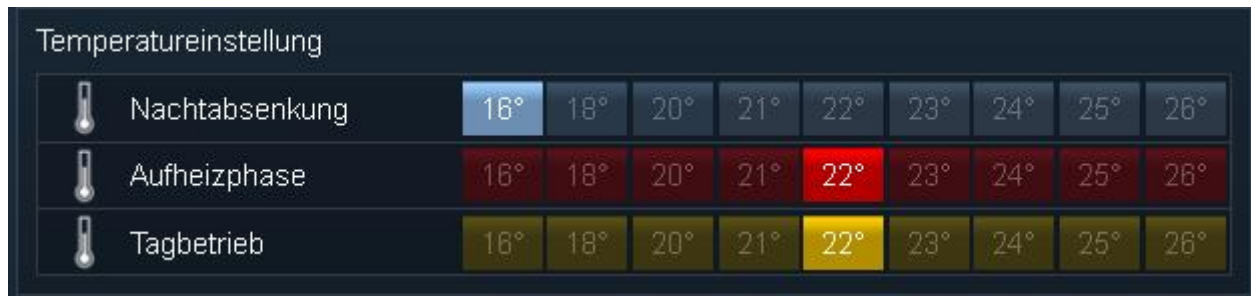 Temperatureinstellung
Nachtabsenkung 16° 18° 20° 21° 22° 23° 24° 25° 26°
Aufheizphase 16° 18° 20° 21° 22° 23° 24° 25° 26°
Tagbetrieb 16° 18° 20° 21° 22° 23° 24° 25° 26°